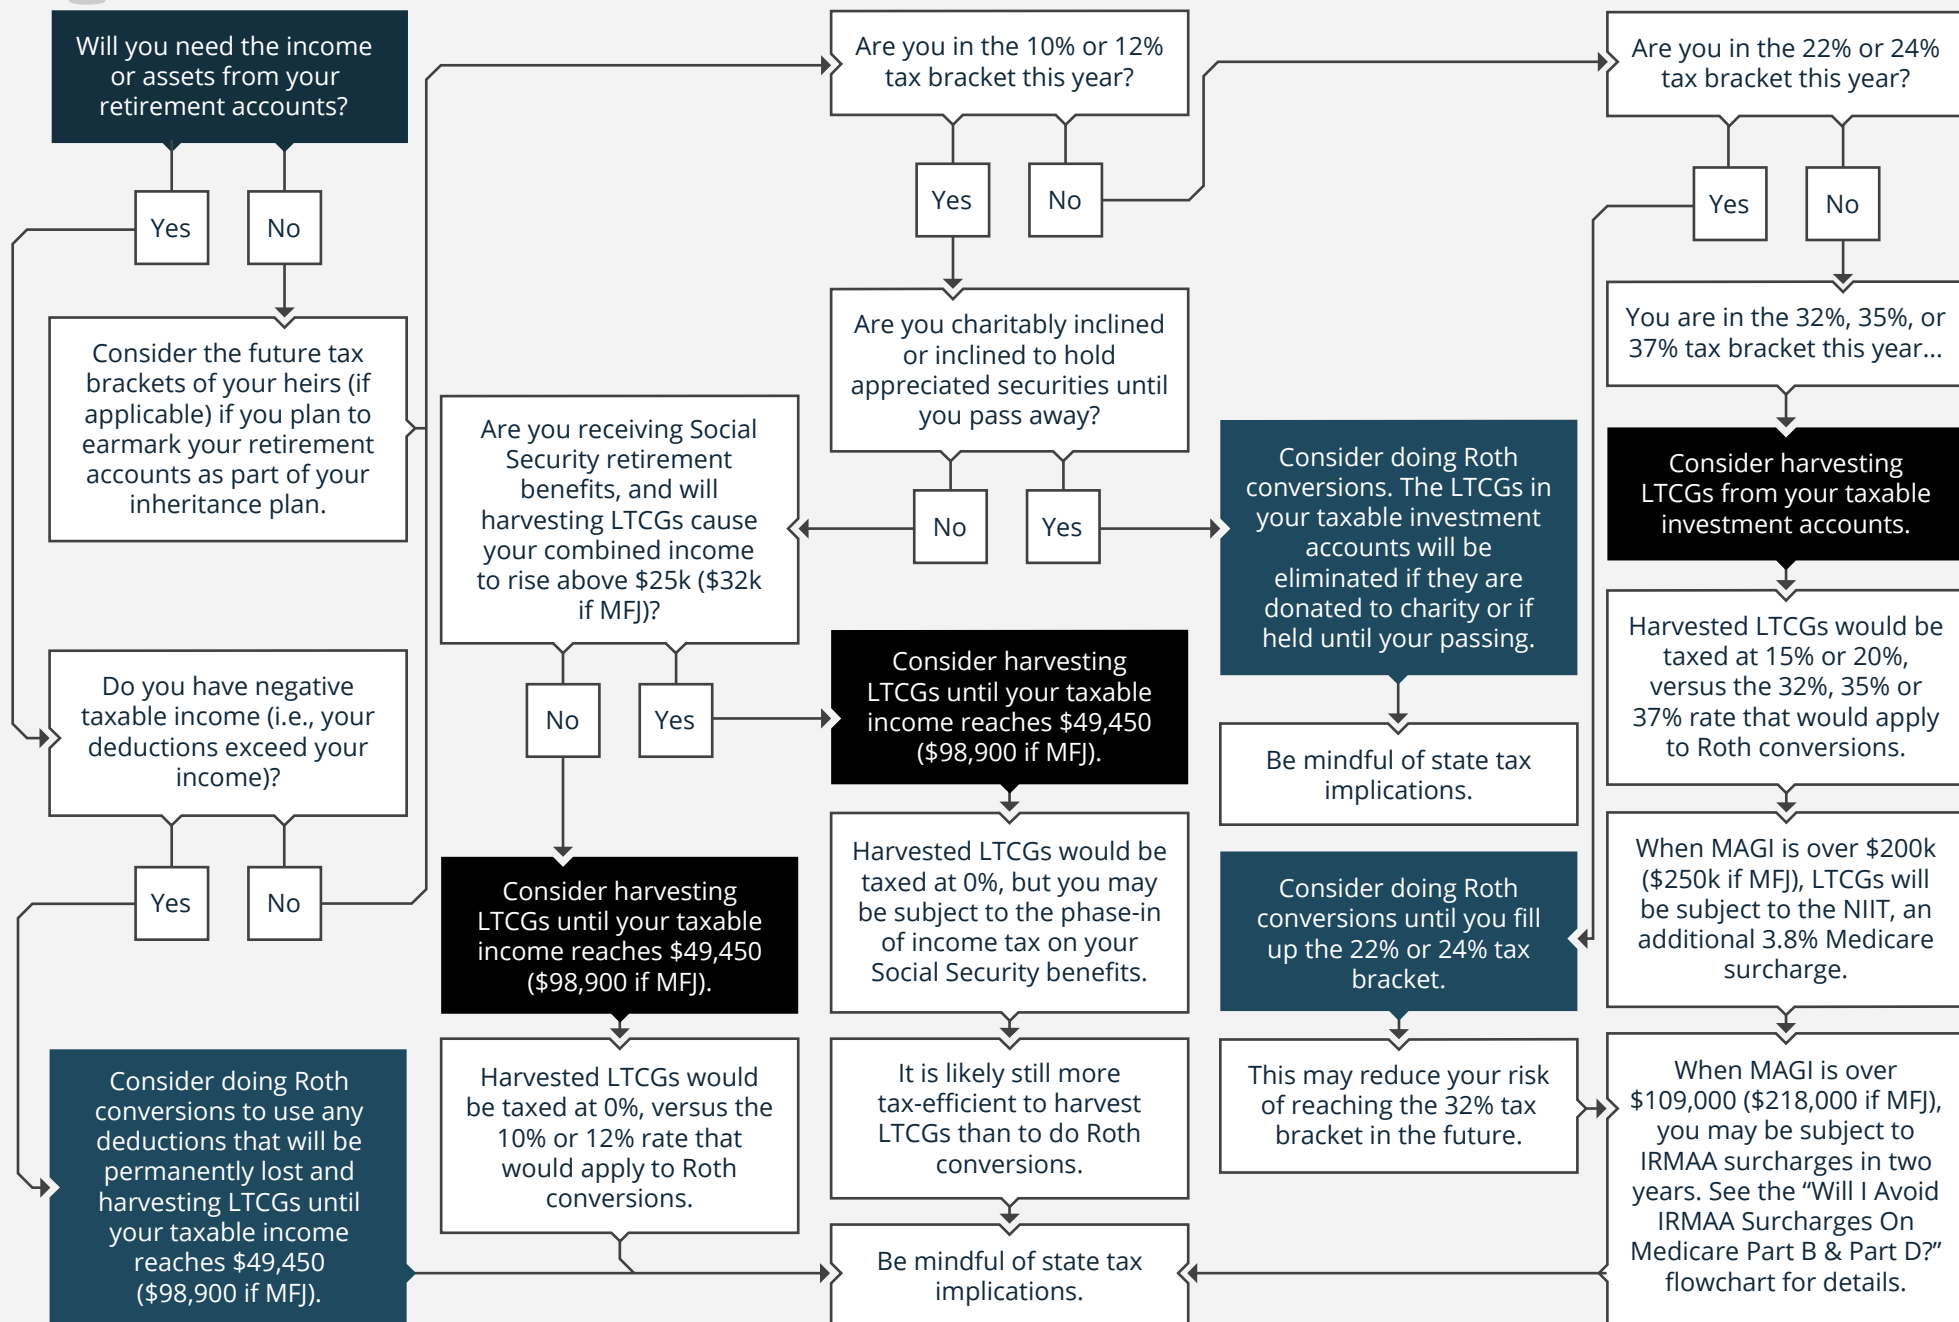 Will you need the income
or assets from your
retirement accounts?
Yes
No
Consider the future tax
brackets of your heirs (if
applicable) if you plan to
earmark your retirement
accounts as part of your
inheritance plan.
Do you have negative
taxable income (i.e., your
deductions exceed your
income)?
Yes
No
Consider doing Roth
conversions to use any
deductions that will be
permanently lost and
harvesting LTCGs until
your taxable income
reaches $49,450
($98,900 if MFJ).
Are you in the 10% or 12%
tax bracket this year?
Yes
No
Are you charitably inclined
or inclined to hold
appreciated securities until
you pass away?
No
Yes
Are you receiving Social
Security retirement
benefits, and will
harvesting LTCGs cause
your combined income
to rise above $25k ($32k
if MFJ)?
No
Yes
Consider harvesting
LTCGs until your taxable
income reaches $49,450
($98,900 if MFJ).
Harvested LTCGs would
be taxed at 0%, versus the
10% or 12% rate that
would apply to Roth
conversions.
Consider harvesting
LTCGs until your taxable
income reaches $49,450
($98,900 if MFJ).
Harvested LTCGs would be
taxed at 0%, but you may
be subject to the phase-in
of income tax on your
Social Security benefits.
It is likely still more
tax-efficient to harvest
LTCGs than to do Roth
conversions.
Be mindful of state tax
implications.
Consider doing Roth
conversions. The LTCGs in
your taxable investment
accounts will be
eliminated if they are
donated to charity or if
held until your passing.
Be mindful of state tax
implications.
Consider doing Roth
conversions until you fill
up the 22% or 24% tax
bracket.
This may reduce your risk
of reaching the 32% tax
bracket in the future.
Are you in the 22% or 24%
tax bracket this year?
Yes
No
You are in the 32%, 35%, or
37% tax bracket this year...
Consider harvesting
LTCGs from your taxable
investment accounts.
Harvested LTCGs would be
taxed at 15% or 20%,
versus the 32%, 35% or
37% rate that would apply
to Roth conversions.
When MAGI is over $200k
($250k if MFJ), LTCGs will
be subject to the NIIT, an
additional 3.8% Medicare
surcharge.
When MAGI is over
$109,000 ($218,000 if MFJ),
you may be subject to
IRMAA surcharges in two
years. See the “Will I Avoid
IRMAA Surcharges On
Medicare Part B & Part D?”
flowchart for details.